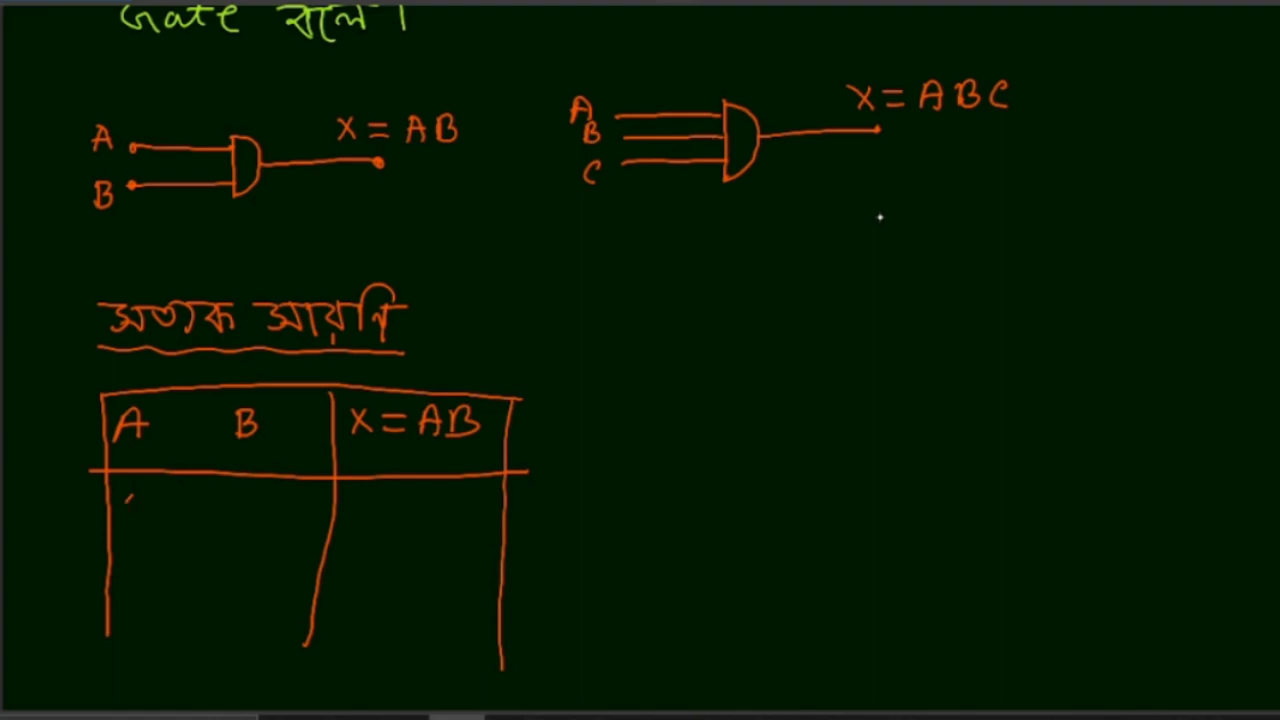 Gate বলে।
A
B
X = AB
A
B
C
X = ABC
সত্যক সারণি
A B X = AB